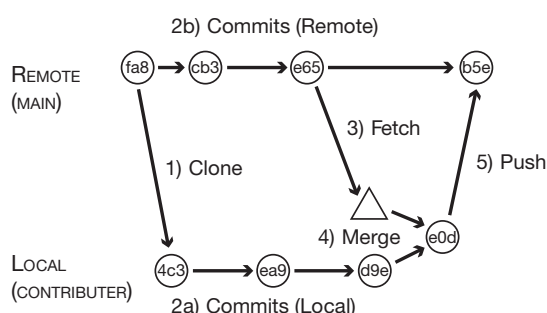 2b) Commits (Remote)
fa8
cb3
e65
b5e
REMOTE
(MAIN)
3) Fetch
1) Clone
5) Push
4) Merge
e0d
LOCAL
(CONTRIBUTER)
4c3
ea9
d9e
2a) Commits (Local)